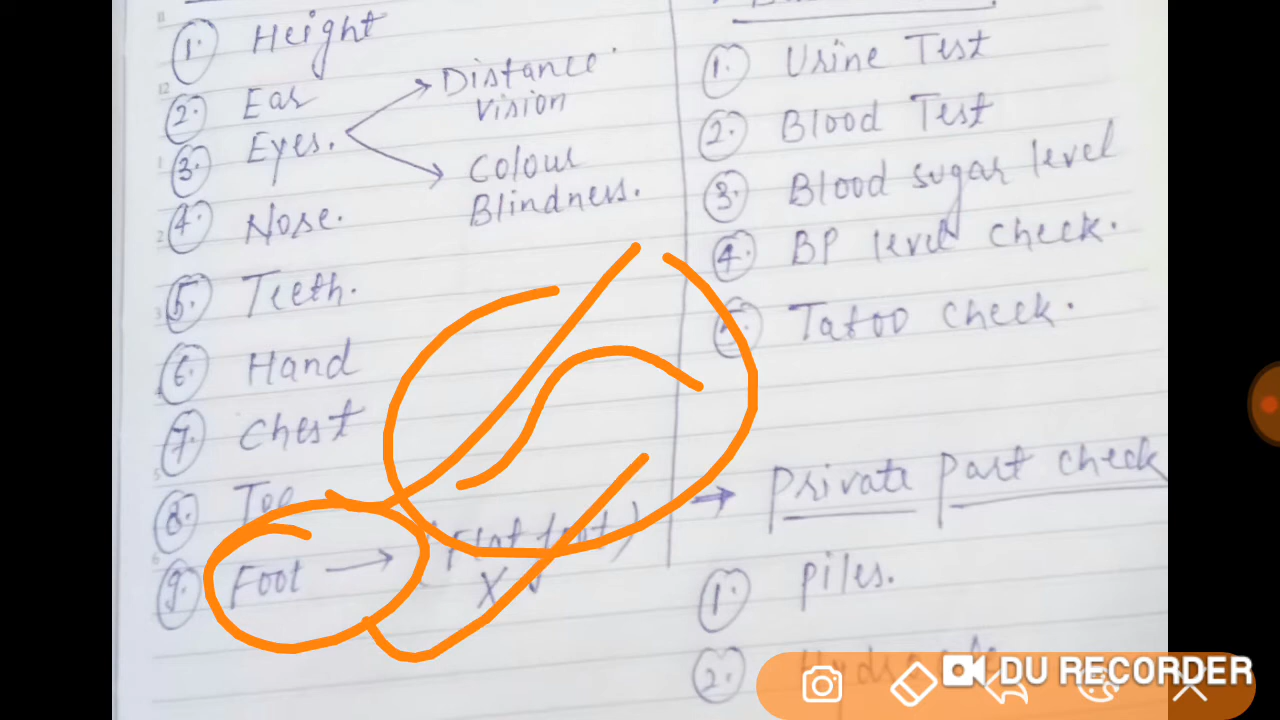 1. Height
2. Ear
3. Eyes. → Distance Vision
→ Colour Blindness.
4. Nose.
5. Teeth.
6. Hand
7. Chest
8. Toe
9. Foot → (Flat foot)
X ✓
1. Urine Test
2. Blood Test
3. Blood sugar level
4. BP level check.
5. Tatoo check.
→ Private part check
1. piles.
2. Hydrocele
DU RECORDER